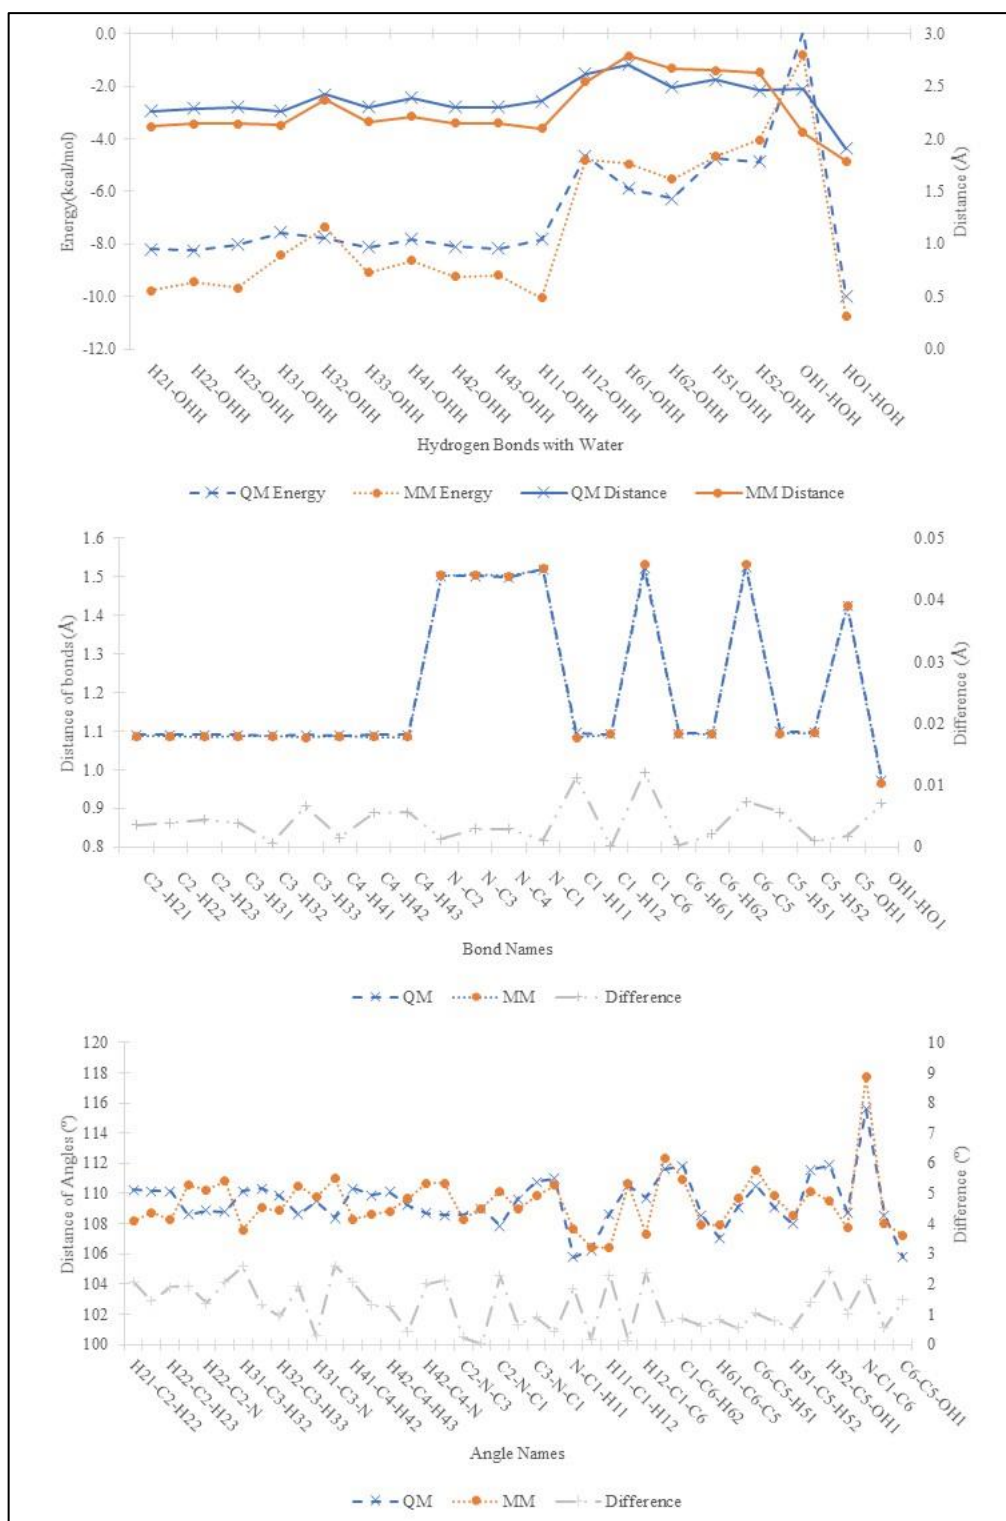 0.0
-2.0
-4.0
-6.0
-8.0
-10.0
-12.0
Energy(kcal/mol)
3.0
2.5
2.0
1.5
1.0
0.5
0.0
Distance (Å)
H21-OHH
H22-OHH
H23-OHH
H31-OHH
H32-OHH
H33-OHH
H41-OHH
H42-OHH
H43-OHH
H11-OHH
H12-OHH
H61-OHH
H62-OHH
H51-OHH
H52-OHH
OH1-HOH
HO1-HOH
Hydrogen Bonds with Water
QM Energy MM Energy QM Distance MM Distance
1.6
1.5
1.4
1.3
1.2
1.1
1.0
0.9
0.8
Distance of bonds (Å)
0.05
0.04
0.03
0.02
0.01
0
Difference (Å)
C2-H21
C2-H22
C2-H23
C3-H31
C3-H32
C3-H33
C4-H41
C4-H42
C4-H43
N-C2
N-C3
N-C4
N-C1
C1-H11
C1-H12
C1-C6
C6-H61
C6-H62
C6-C5
C5-H51
C5-H52
C5-OH1
OH1-HO1
Bond Names
QM MM Difference
120
118
116
114
112
110
108
106
104
102
100
Distance of Angles (º)
10
9
8
7
6
5
4
3
2
1
0
Difference (º)
H21-C2-H22
H22-C2-H23
H22-C2-N
H31-C3-H32
H32-C3-H33
H31-C3-N
H41-C4-H42
H42-C4-H43
H42-C4-N
C2-N-C3
C2-N-C1
C3-N-C1
N-C1-H11
H11-C1-H12
H12-C1-C6
C1-C6-H62
H61-C6-C5
C6-C5-H51
H51-C5-H52
H52-C5-OH1
N-C1-C6
C6-C5-OH1
Angle Names
QM MM Difference